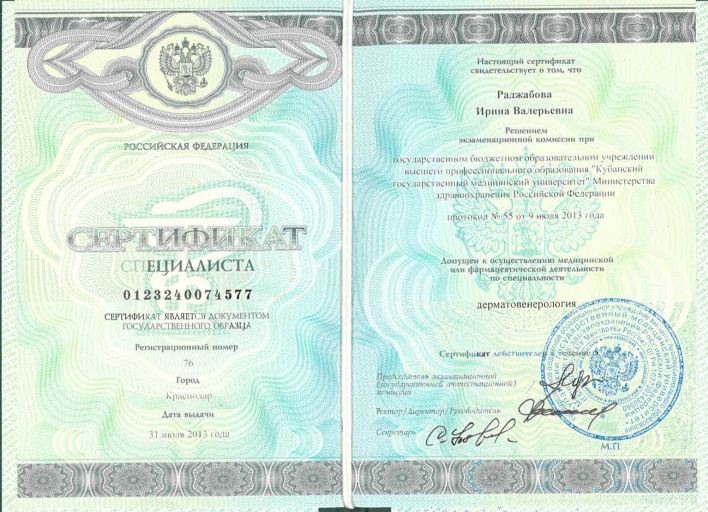 РОССИЙСКАЯ ФЕДЕРАЦИЯ
СЕРТИФИКАТ
СПЕЦИАЛИСТА
0123240074577
СЕРТИФИКАТ ЯВЛЯЕТСЯ ДОКУМЕНТОМ
ГОСУДАРСТВЕННОГО ОБРАЗЦА
Регистрационный номер
76
Город
Краснодар
Дата выдачи
31 июля 2013 года
Настоящий сертификат
свидетельствует о том, что
Раджабова
Ирина Валерьевна
Решением
экзаменационной комиссии при
государственном бюджетном образовательном учреждении
высшего профессионального образования "Кубанский
государственный медицинский университет" Министерства
здравоохранения Российской Федерации
протокол № 55 от 9 июля 2013 года
Допущен к осуществлению медицинской
или фармацевтической деятельности
по специальности
дерматовенерология
Сертификат действителен в течение 5
Председатель экзаменационной
(государственной аттестационной)
комиссии
Ректор/Директор/Руководитель
Секретарь
М.П.